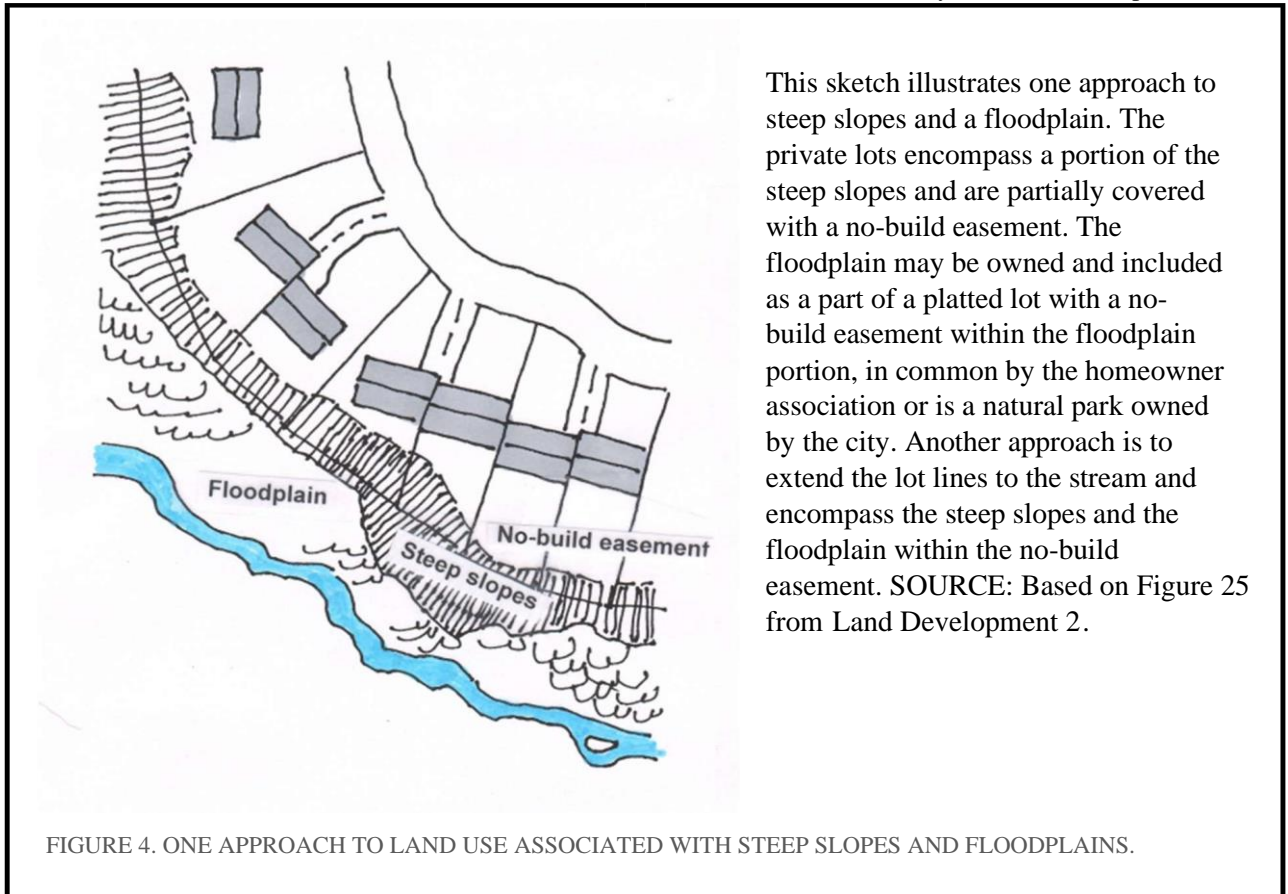 This sketch illustrates one approach to
steep slopes and a floodplain. The
private lots encompass a portion of the
steep slopes and are partially covered
with a no-build easement. The
floodplain may be owned and included
as a part of a platted lot with a no-
build easement within the floodplain
portion, in common by the homeowner
association or is a natural park owned
by the city. Another approach is to
extend the lot lines to the stream and
encompass the steep slopes and the
floodplain within the no-build
easement. SOURCE: Based on Figure 25
from Land Development 2.
Floodplain
No-build easement
Steep slopes
FIGURE 4. ONE APPROACH TO LAND USE ASSOCIATED WITH STEEP SLOPES AND FLOODPLAINS.